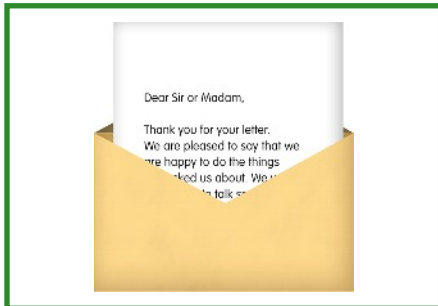 Dear Sir or Madam,
Thank you for your letter.
We are pleased to say that we
are happy to do the things
us about. We
talk